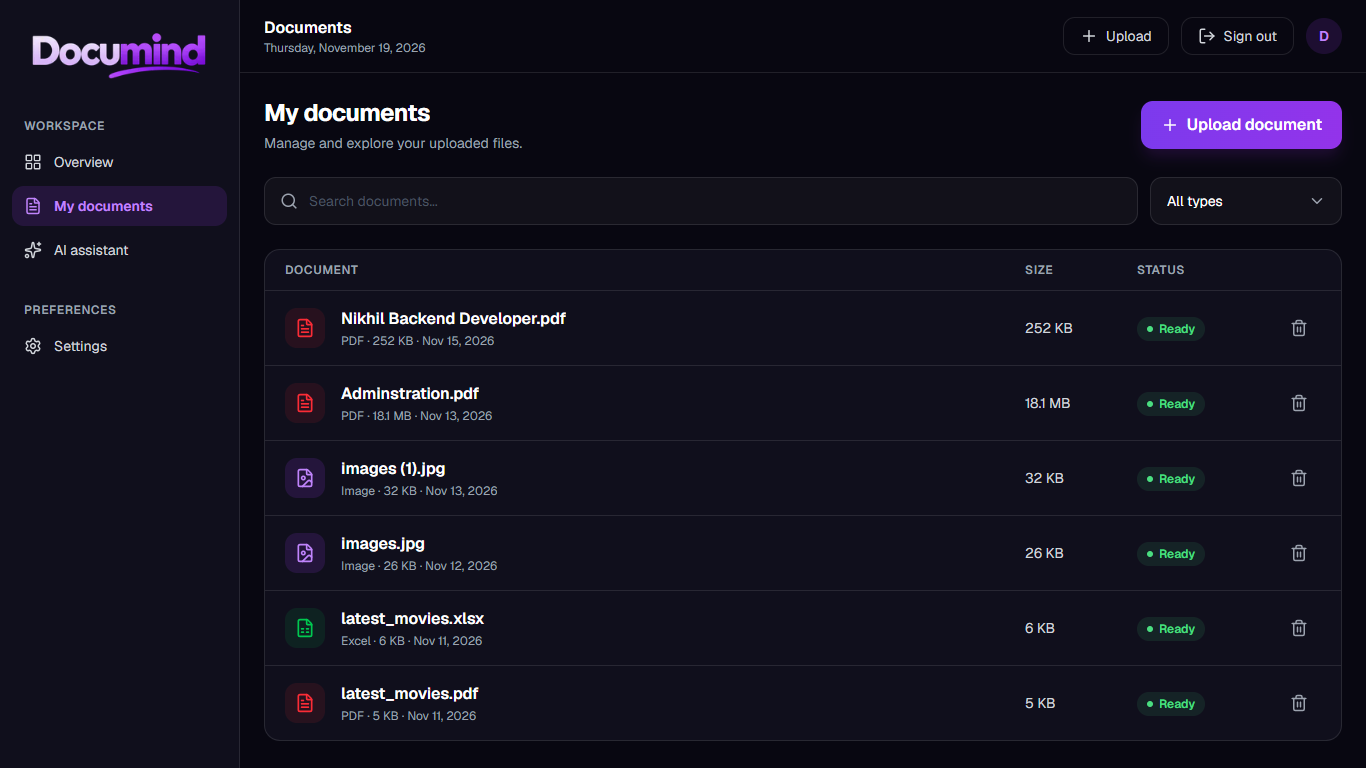 Documind
Documents
Thursday, November 19, 2026
Upload
Sign out
D
WORKSPACE
Overview
My documents
AI assistant
PREFERENCES
Settings
My documents
Manage and explore your uploaded files.
Upload document
Search documents...
All types
DOCUMENT SIZE STATUS
Nikhil Backend Developer.pdf
PDF · 252 KB · Nov 15, 2026
252 KB
Ready
Adminstration.pdf
PDF · 18.1 MB · Nov 13, 2026
18.1 MB
Ready
images (1).jpg
Image · 32 KB · Nov 13, 2026
32 KB
Ready
images.jpg
Image · 26 KB · Nov 12, 2026
26 KB
Ready
latest_movies.xlsx
Excel · 6 KB · Nov 11, 2026
6 KB
Ready
latest_movies.pdf
PDF · 5 KB · Nov 11, 2026
5 KB
Ready